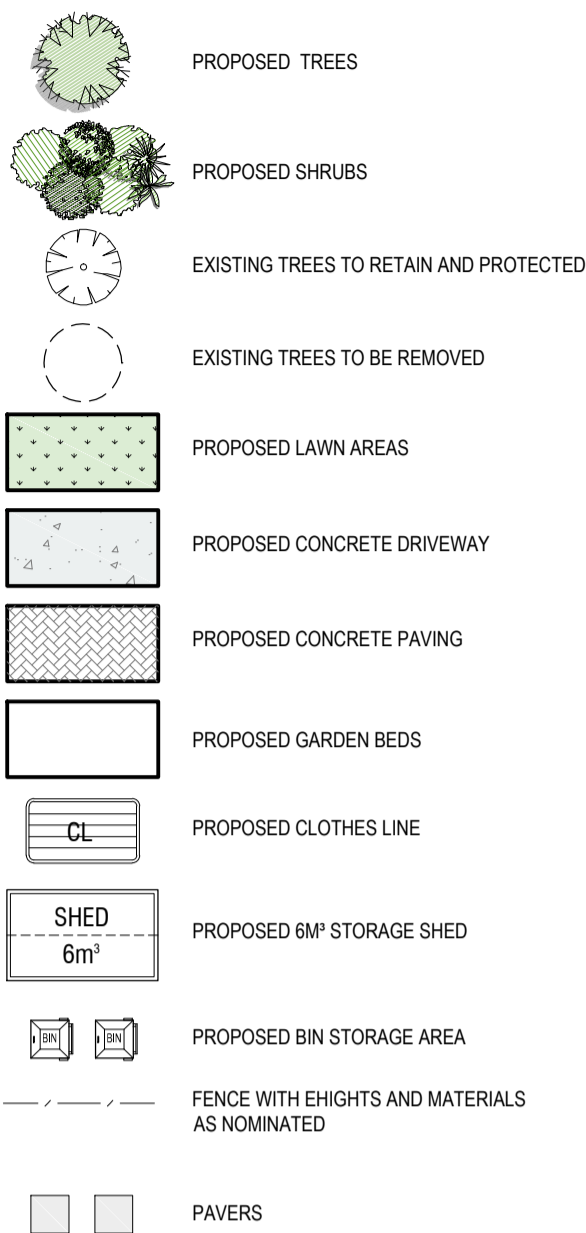 PROPOSED TREES
PROPOSED SHRUBS
EXISTING TREES TO RETAIN AND PROTECTED
EXISTING TREES TO BE REMOVED
PROPOSED LAWN AREAS
PROPOSED CONCRETE DRIVEWAY
PROPOSED CONCRETE PAVING
PROPOSED GARDEN BEDS
CL
PROPOSED CLOTHES LINE
SHED
6m³
PROPOSED 6M³ STORAGE SHED
BIN BIN
PROPOSED BIN STORAGE AREA
FENCE WITH EHIGHTS AND MATERIALS
AS NOMINATED
PAVERS